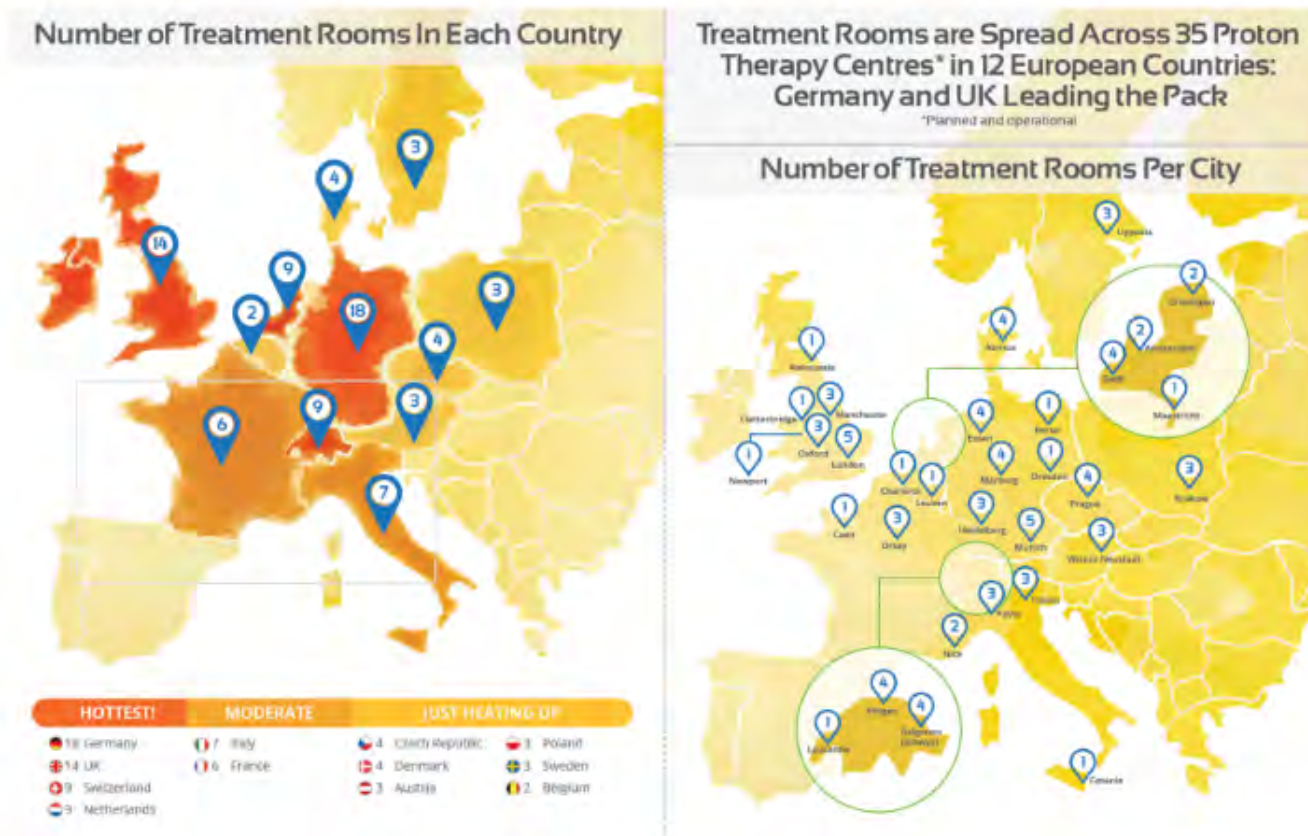 Number of Treatment Rooms In Each Country
3
4
14
9
2
18
3
4
9
3
6
7
HOTTEST!
MODERATE
JUST HEATING UP
18 Germany
14 UK
9 Switzerland
9 Netherlands
7 Italy
6 France
4 Czech Republic
4 Denmark
3 Austria
3 Poland
3 Sweden
2 Belgium
Treatment Rooms are Spread Across 35 Proton
Therapy Centres* in 12 European Countries:
Germany and UK Leading the Pack
*Planned and operational
Number of Treatment Rooms Per City
3
Uppsala
2
Groningen
2
Amsterdam
4
Delft
1
Maastricht
4
Aarhus
1
Newcastle
1
Clatterbridge
3
Manchester
3
Oxford
5
London
1
Newport
4
Essen
1
Berlin
4
Marburg
1
Dresden
1
Charleroi
1
Leuven
4
Prague
3
Krakow
1
Caen
3
Orsay
3
Heidelberg
5
Munich
3
Wiener Neustadt
3
3
Pavia
2
Nice
4
Villigen
1
Lausanne
4
Galgenen
1
Catania